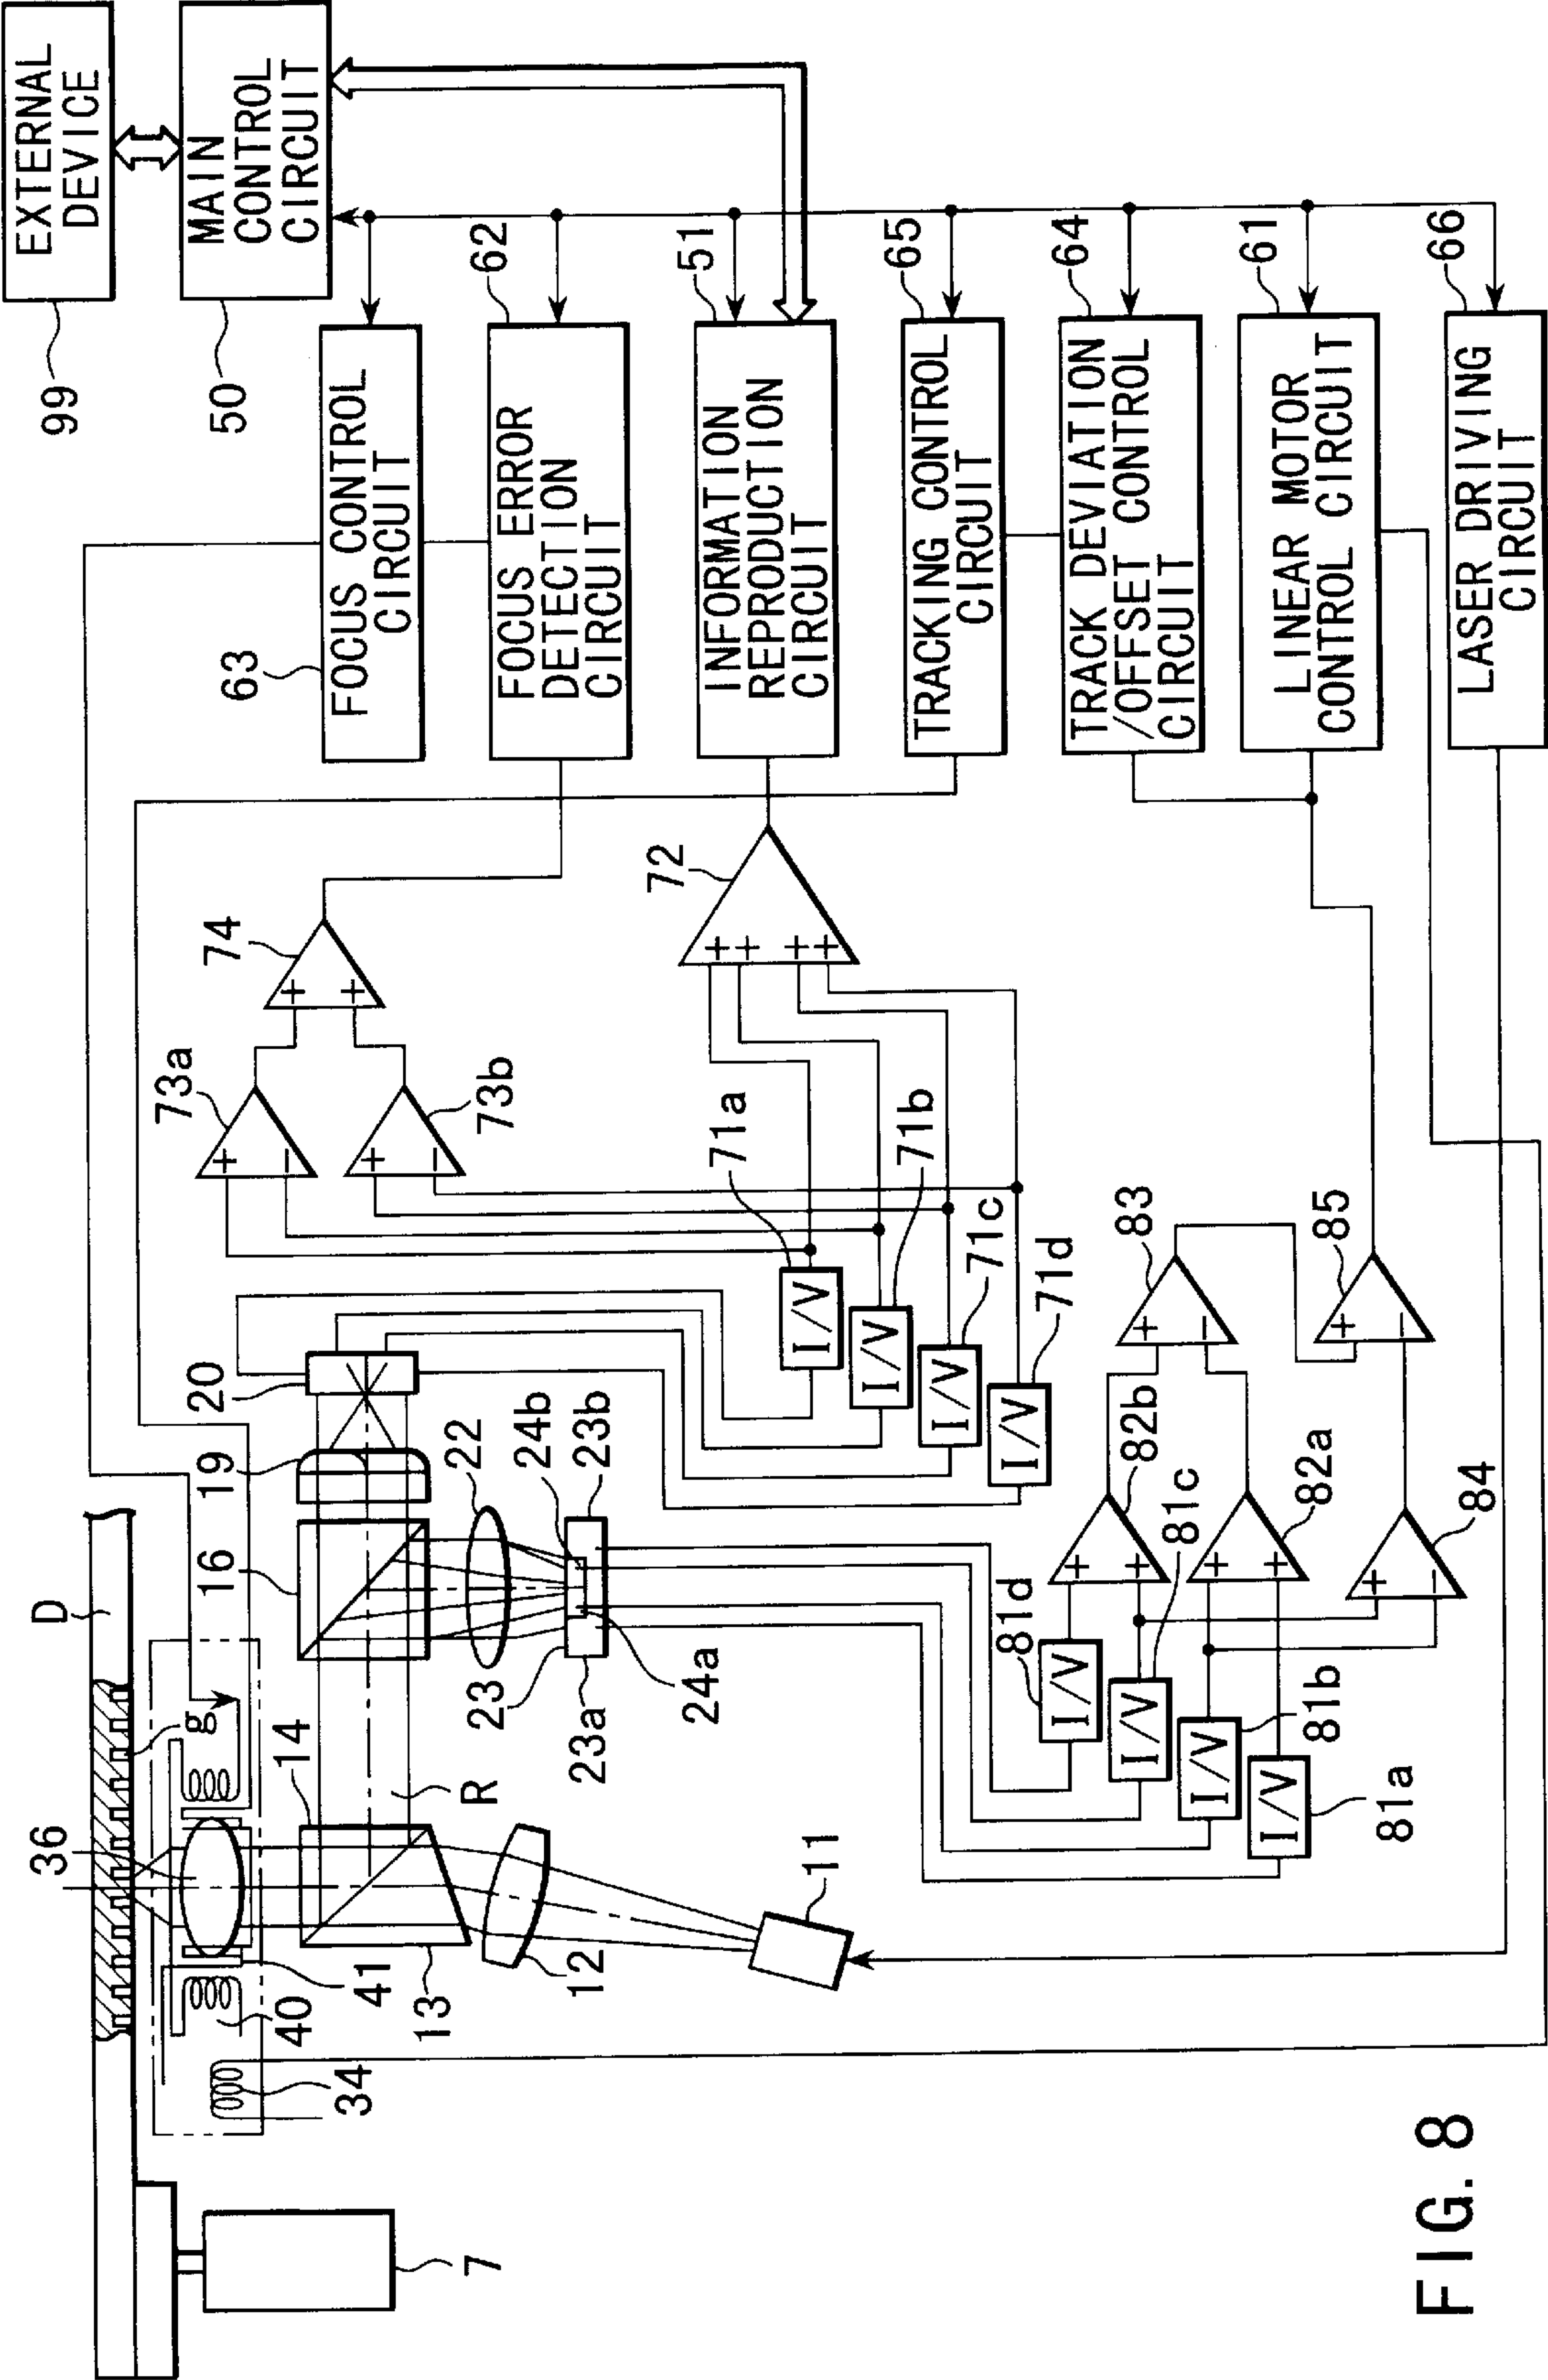 EXTERNAL
DEVICE
99
MAIN
CONTROL
CIRCUIT
50
FOCUS CONTROL
CIRCUIT
63
FOCUS ERROR
DETECTION
CIRCUIT
62
INFORMATION
REPRODUCTION
CIRCUIT
51
TRACKING CONTROL
CIRCUIT
65
TRACK DEVIATION
/OFFSET CONTROL
CIRCUIT
64
LINEAR MOTOR
CONTROL CIRCUIT
61
LASER DRIVING
CIRCUIT
66
74
+
+
73a
+
−
73b
+
−
72
+
+
+
+
71a
I/V
71b
I/V
71c
I/V
71d
I/V
83
+
−
85
+
−
82b
+
+
82a
+
+
84
+
−
81d
I/V
81c
I/V
81b
I/V
81a
I/V
20
19
16
22
24b
23b
23
23a
24a
D
g
14
R
36
41
40
34
13
12
11
7
FIG. 8